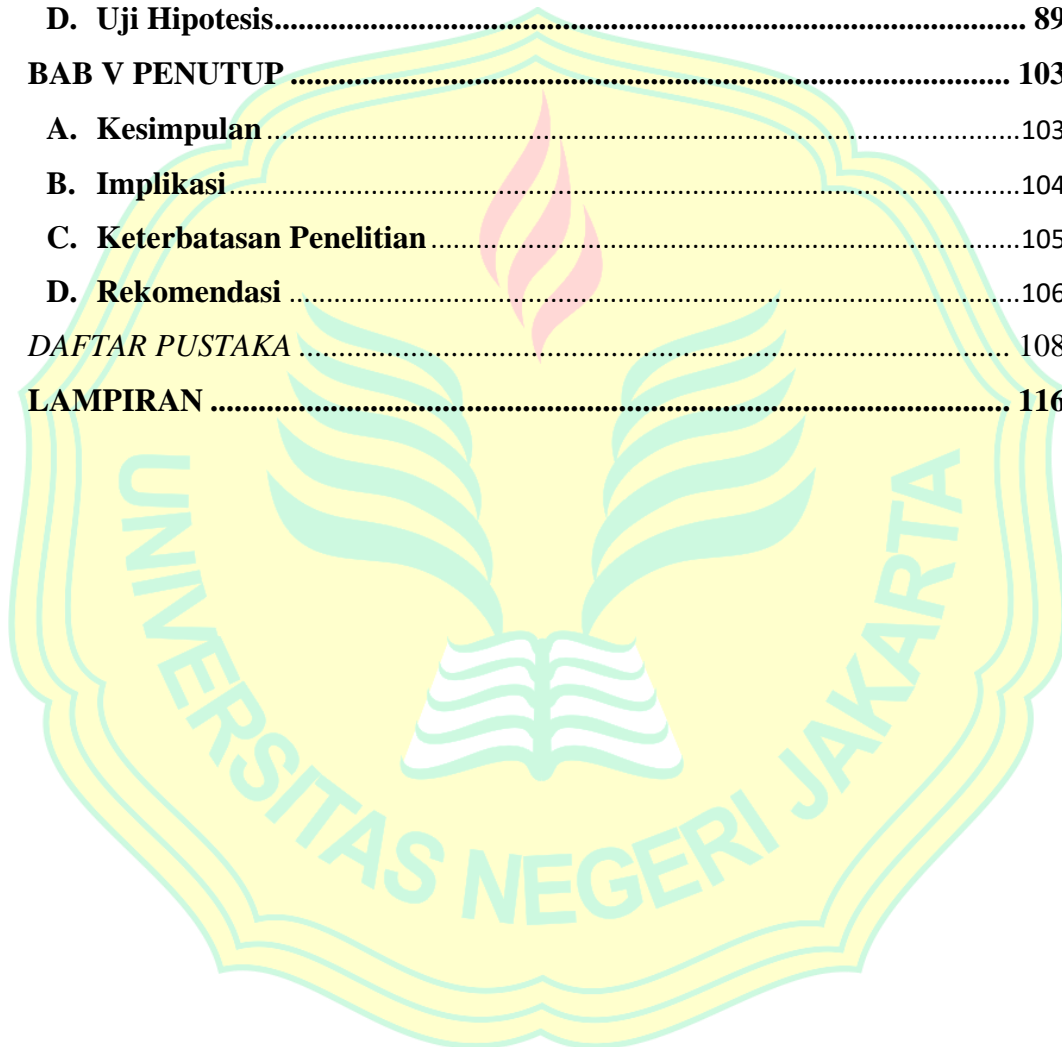 D. Uji Hipotesis.......................................................................................................... 89
BAB V PENUTUP ............................................................................................................ 103
A. Kesimpulan ............................................................................................................103
B. Implikasi ................................................................................................................104
C. Keterbatasan Penelitian ..........................................................................................105
D. Rekomendasi .........................................................................................................106
DAFTAR PUSTAKA ........................................................................................................... 108
LAMPIRAN ...................................................................................................................... 116
UNIVERSITAS NEGERI JAKARTA